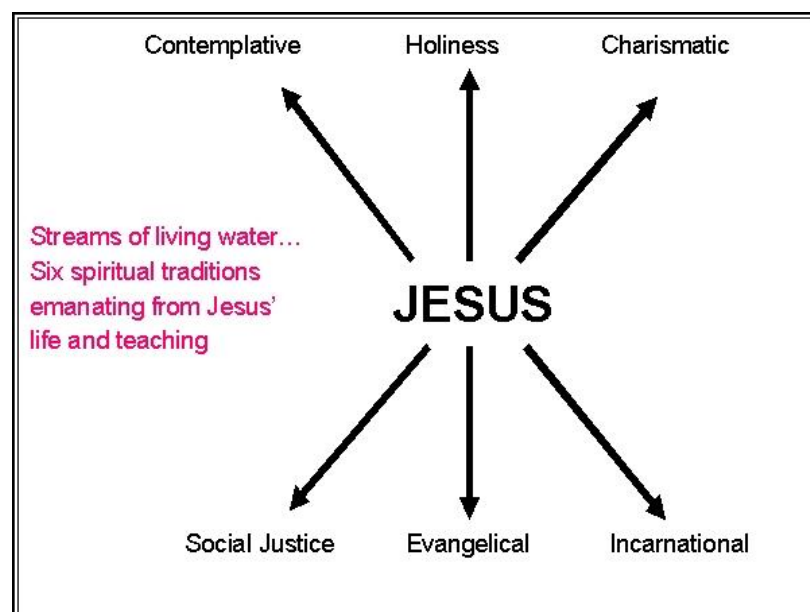 Contemplative Holiness Charismatic
Streams of living water…
Six spiritual traditions
emanating from Jesus’
life and teaching
JESUS
Social Justice Evangelical Incarnational